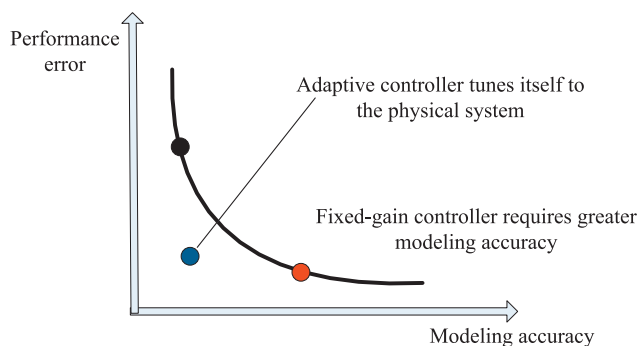 Performance
error
Adaptive controller tunes itself to
the physical system
Fixed-gain controller requires greater
modeling accuracy
Modeling accuracy